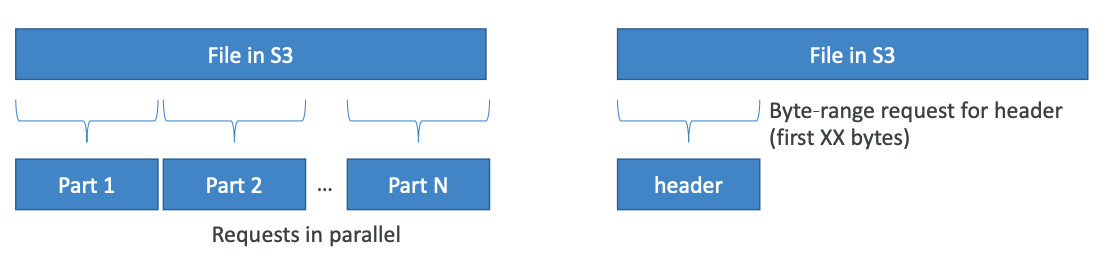 File in S3
Part 1
Part 2
...
Part N
Requests in parallel
File in S3
Byte-range request for header
(first XX bytes)
header